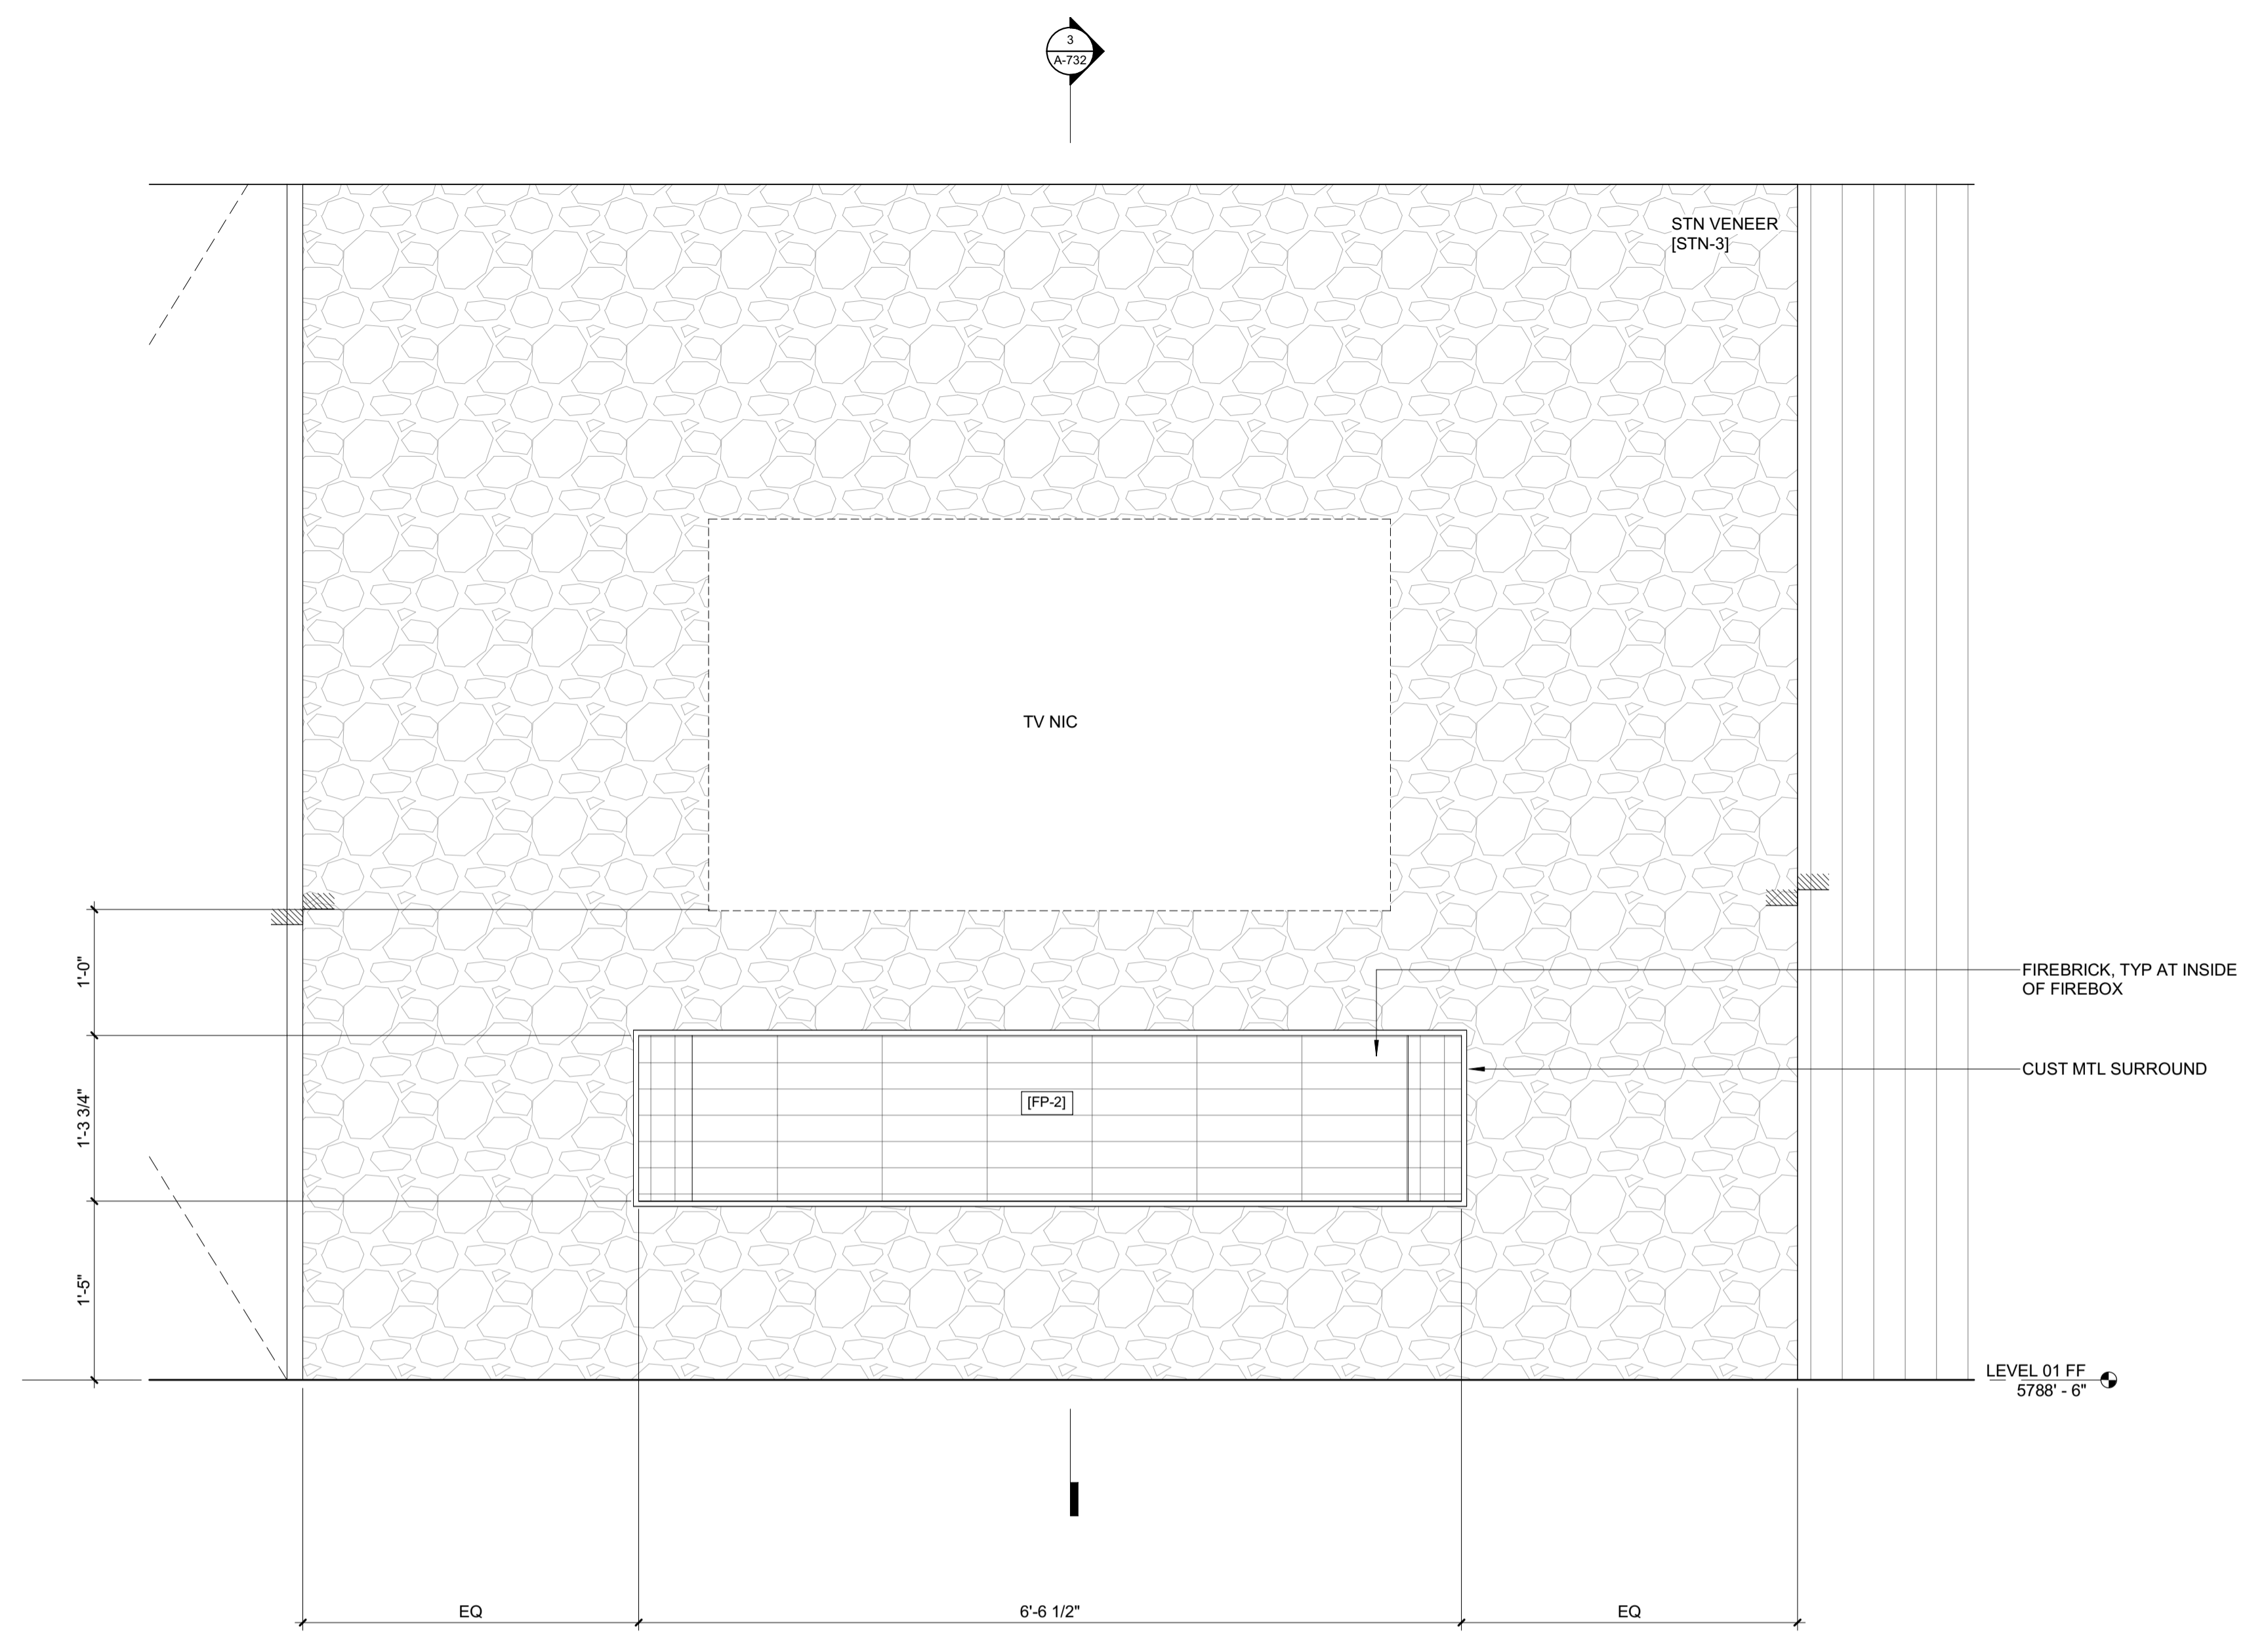 3
A-732
STN VENEER
[STN-3]
TV NIC
1'-0"
FIREBRICK, TYP AT INSIDE
OF FIREBOX
CUST MTL SURROUND
[FP-2]
1'-3 3/4"
1'-5"
LEVEL 01 FF
5788' - 6"
EQ
6'-6 1/2"
EQ